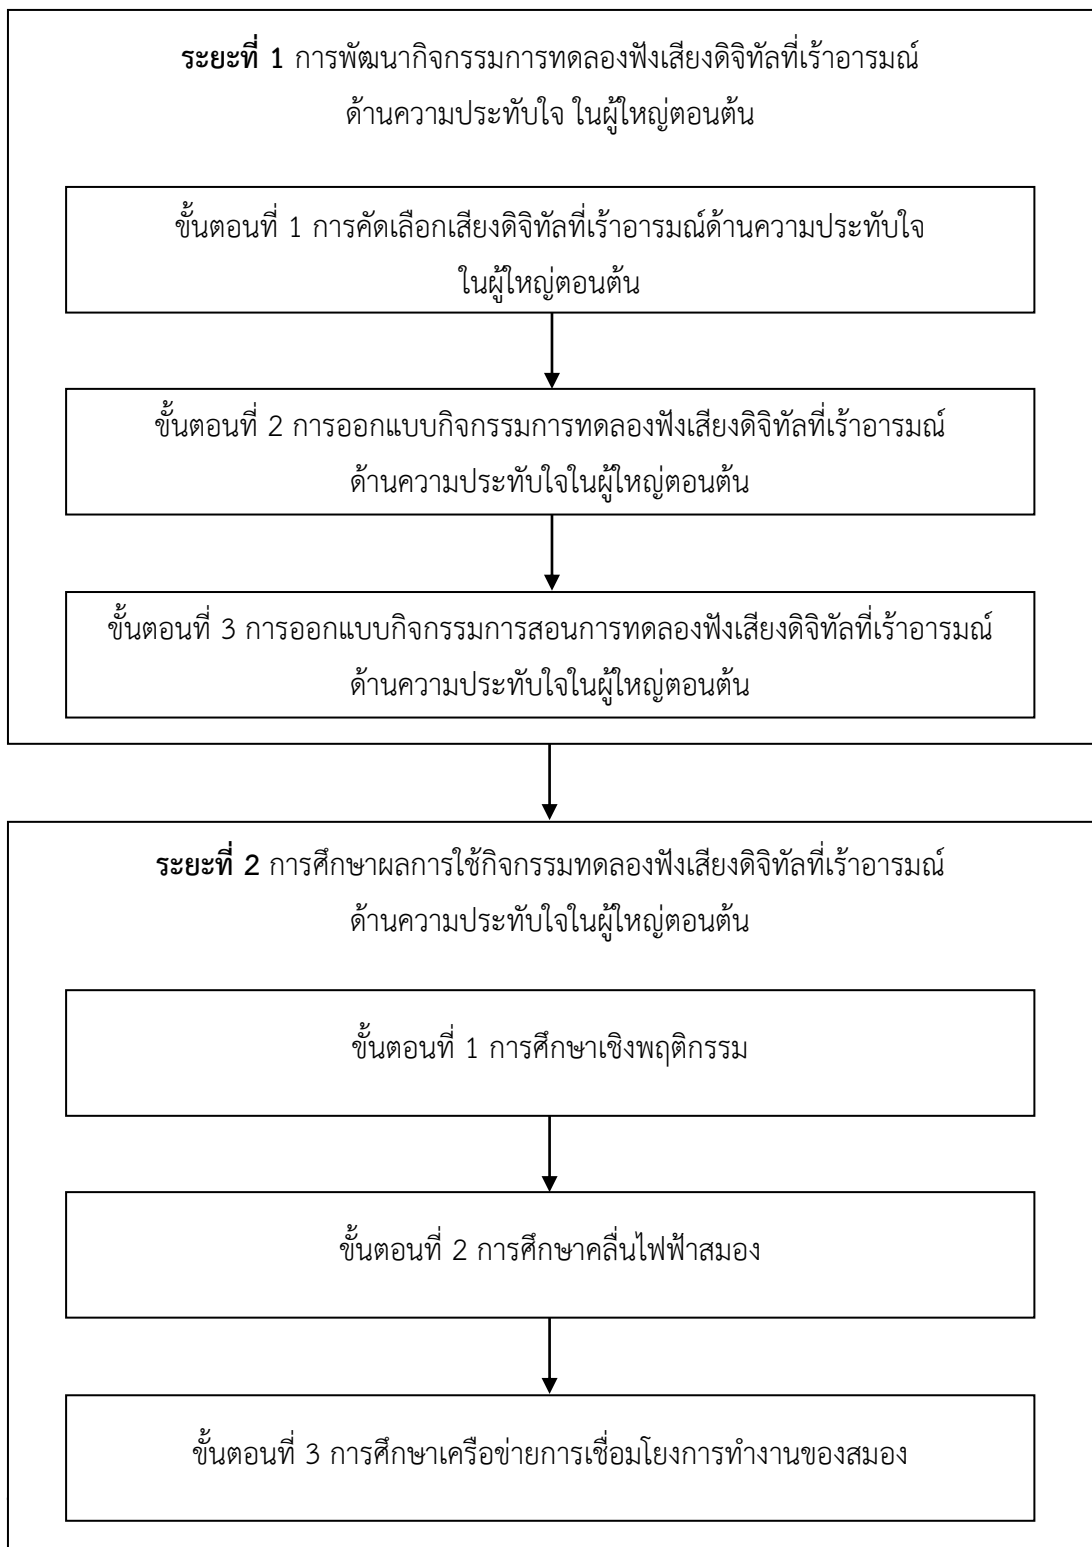 ระยะที่ 1 การพัฒนากิจกรรมการทดลองฟังเสียงดิจิทัลที่เร้าอารมณ์
ด้านความประทับใจ ในผู้ใหญ่ตอนต้น
ขั้นตอนที่ 1 การคัดเลือกเสียงดิจิทัลที่เร้าอารมณ์ด้านความประทับใจ
ในผู้ใหญ่ตอนต้น
ขั้นตอนที่ 2 การออกแบบกิจกรรมการทดลองฟังเสียงดิจิทัลที่เร้าอารมณ์
ด้านความประทับใจในผู้ใหญ่ตอนต้น
ขั้นตอนที่ 3 การออกแบบกิจกรรมการสอนการทดลองฟังเสียงดิจิทัลที่เร้าอารมณ์
ด้านความประทับใจในผู้ใหญ่ตอนต้น
ระยะที่ 2 การศึกษาผลการใช้กิจกรรมทดลองฟังเสียงดิจิทัลที่เร้าอารมณ์
ด้านความประทับใจในผู้ใหญ่ตอนต้น
ขั้นตอนที่ 1 การศึกษาเชิงพฤติกรรม
ขั้นตอนที่ 2 การศึกษาคลื่นไฟฟ้าสมอง
ขั้นตอนที่ 3 การศึกษาเครือข่ายการเชื่อมโยงการทำงานของสมอง